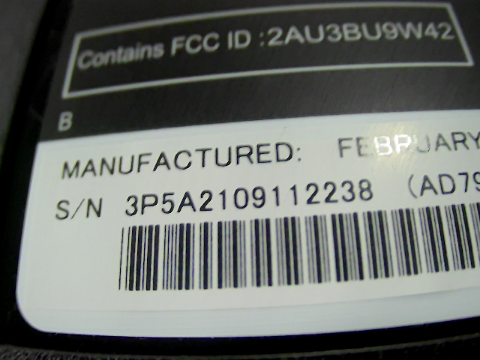 Contains FCC ID :2AU3BU9W42
B
MANUFACTURED: FEBRUARY
S/N 3P5A2109112238 (AD79